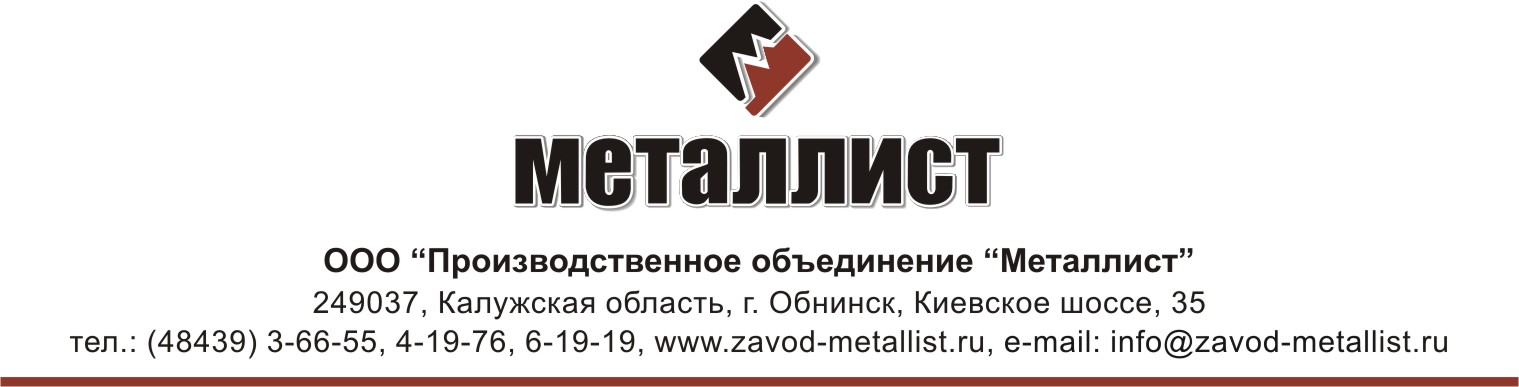 металлист
ООО “Производственное объединение “Металлист”
249037, Калужская область, г. Обнинск, Киевское шоссе, 35
тел.: (48439) 3-66-55, 4-19-76, 6-19-19, www.zavod-metallist.ru, e-mail: info@zavod-metallist.ru